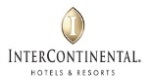 I
INTERCONTINENTAL.
HOTELS & RESORTS